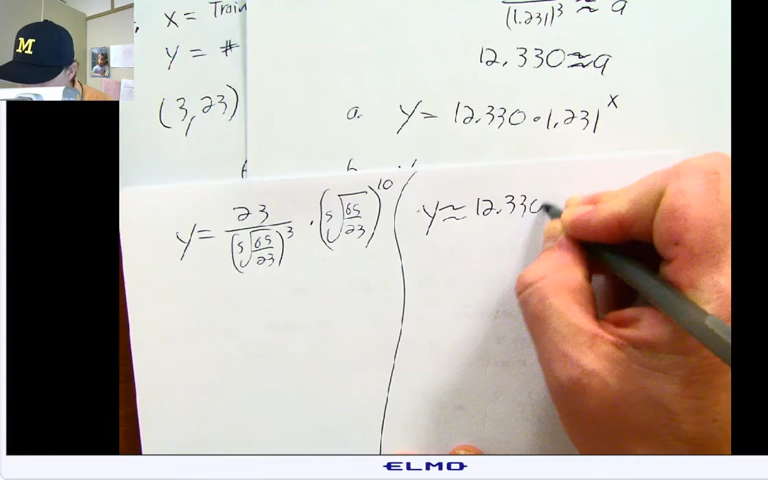 M
x = Train
y = #
(3, 23)
(1.231)³ ≈ a
12.330 ≈ a
a. y = 12.330 · 1.231^x
y = 23/(⁵√(65/23))³ · (⁵√(65/23))^10
y ≈ 12.330
ELMO